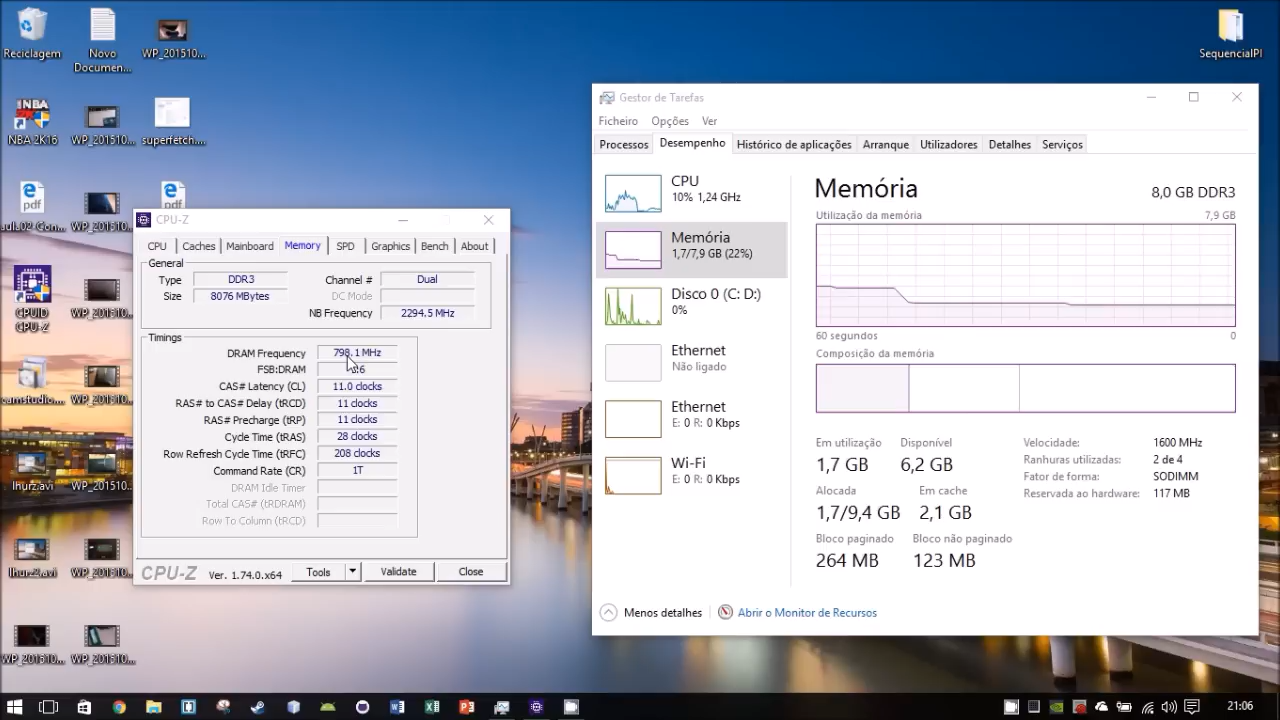 Reciclagem
Novo
Documen...
WP_201510...
NBA 2K16
WP_201510...
superfetch....
WP_201510...
CPUID
CPU-Z
WP_201510...
camstudio....
WP_201510...
lhurz.avi
WP_201510...
lhurz2.avi
WP_201510...
WP_201510...
WP_201510...
SequencialPI
CPU-Z
CPU
Caches
Mainboard
Memory
SPD
Graphics
Bench
About
General
Type DDR3
Channel # Dual
Size 8076 MBytes
DC Mode
NB Frequency 2294.5 MHz
Timings
DRAM Frequency 798.1 MHz
FSB:DRAM
CAS# Latency (CL) 11.0 clocks
RAS# to CAS# Delay (tRCD) 11 clocks
RAS# Precharge (tRP) 11 clocks
Cycle Time (tRAS) 28 clocks
Row Refresh Cycle Time (tRFC) 208 clocks
Command Rate (CR) 1T
DRAM Idle Timer
Total CAS# (tRDRAM)
Row To Column (tRCD)
CPU-Z Ver. 1.74.0.x64
Tools
Validate
Close
Gestor de Tarefas
Ficheiro Opções Ver
Processos Desempenho Histórico de aplicações Arranque Utilizadores Detalhes Serviços
CPU
10% 1,24 GHz
Memória
1,7/7,9 GB (22%)
Disco 0 (C: D:)
0%
Ethernet
Não ligado
Ethernet
E: 0 R: 0 Kbps
Wi-Fi
E: 0 R: 0 Kbps
Memória 8,0 GB DDR3
Utilização da memória 7,9 GB
60 segundos 0
Composição da memória
Em utilização
1,7 GB
Disponível
6,2 GB
Alocada
1,7/9,4 GB
Em cache
2,1 GB
Bloco paginado
264 MB
Bloco não paginado
123 MB
Velocidade: 1600 MHz
Ranhuras utilizadas: 2 de 4
Fator de forma: SODIMM
Reservada ao hardware: 117 MB
Menos detalhes
Abrir o Monitor de Recursos
21:06